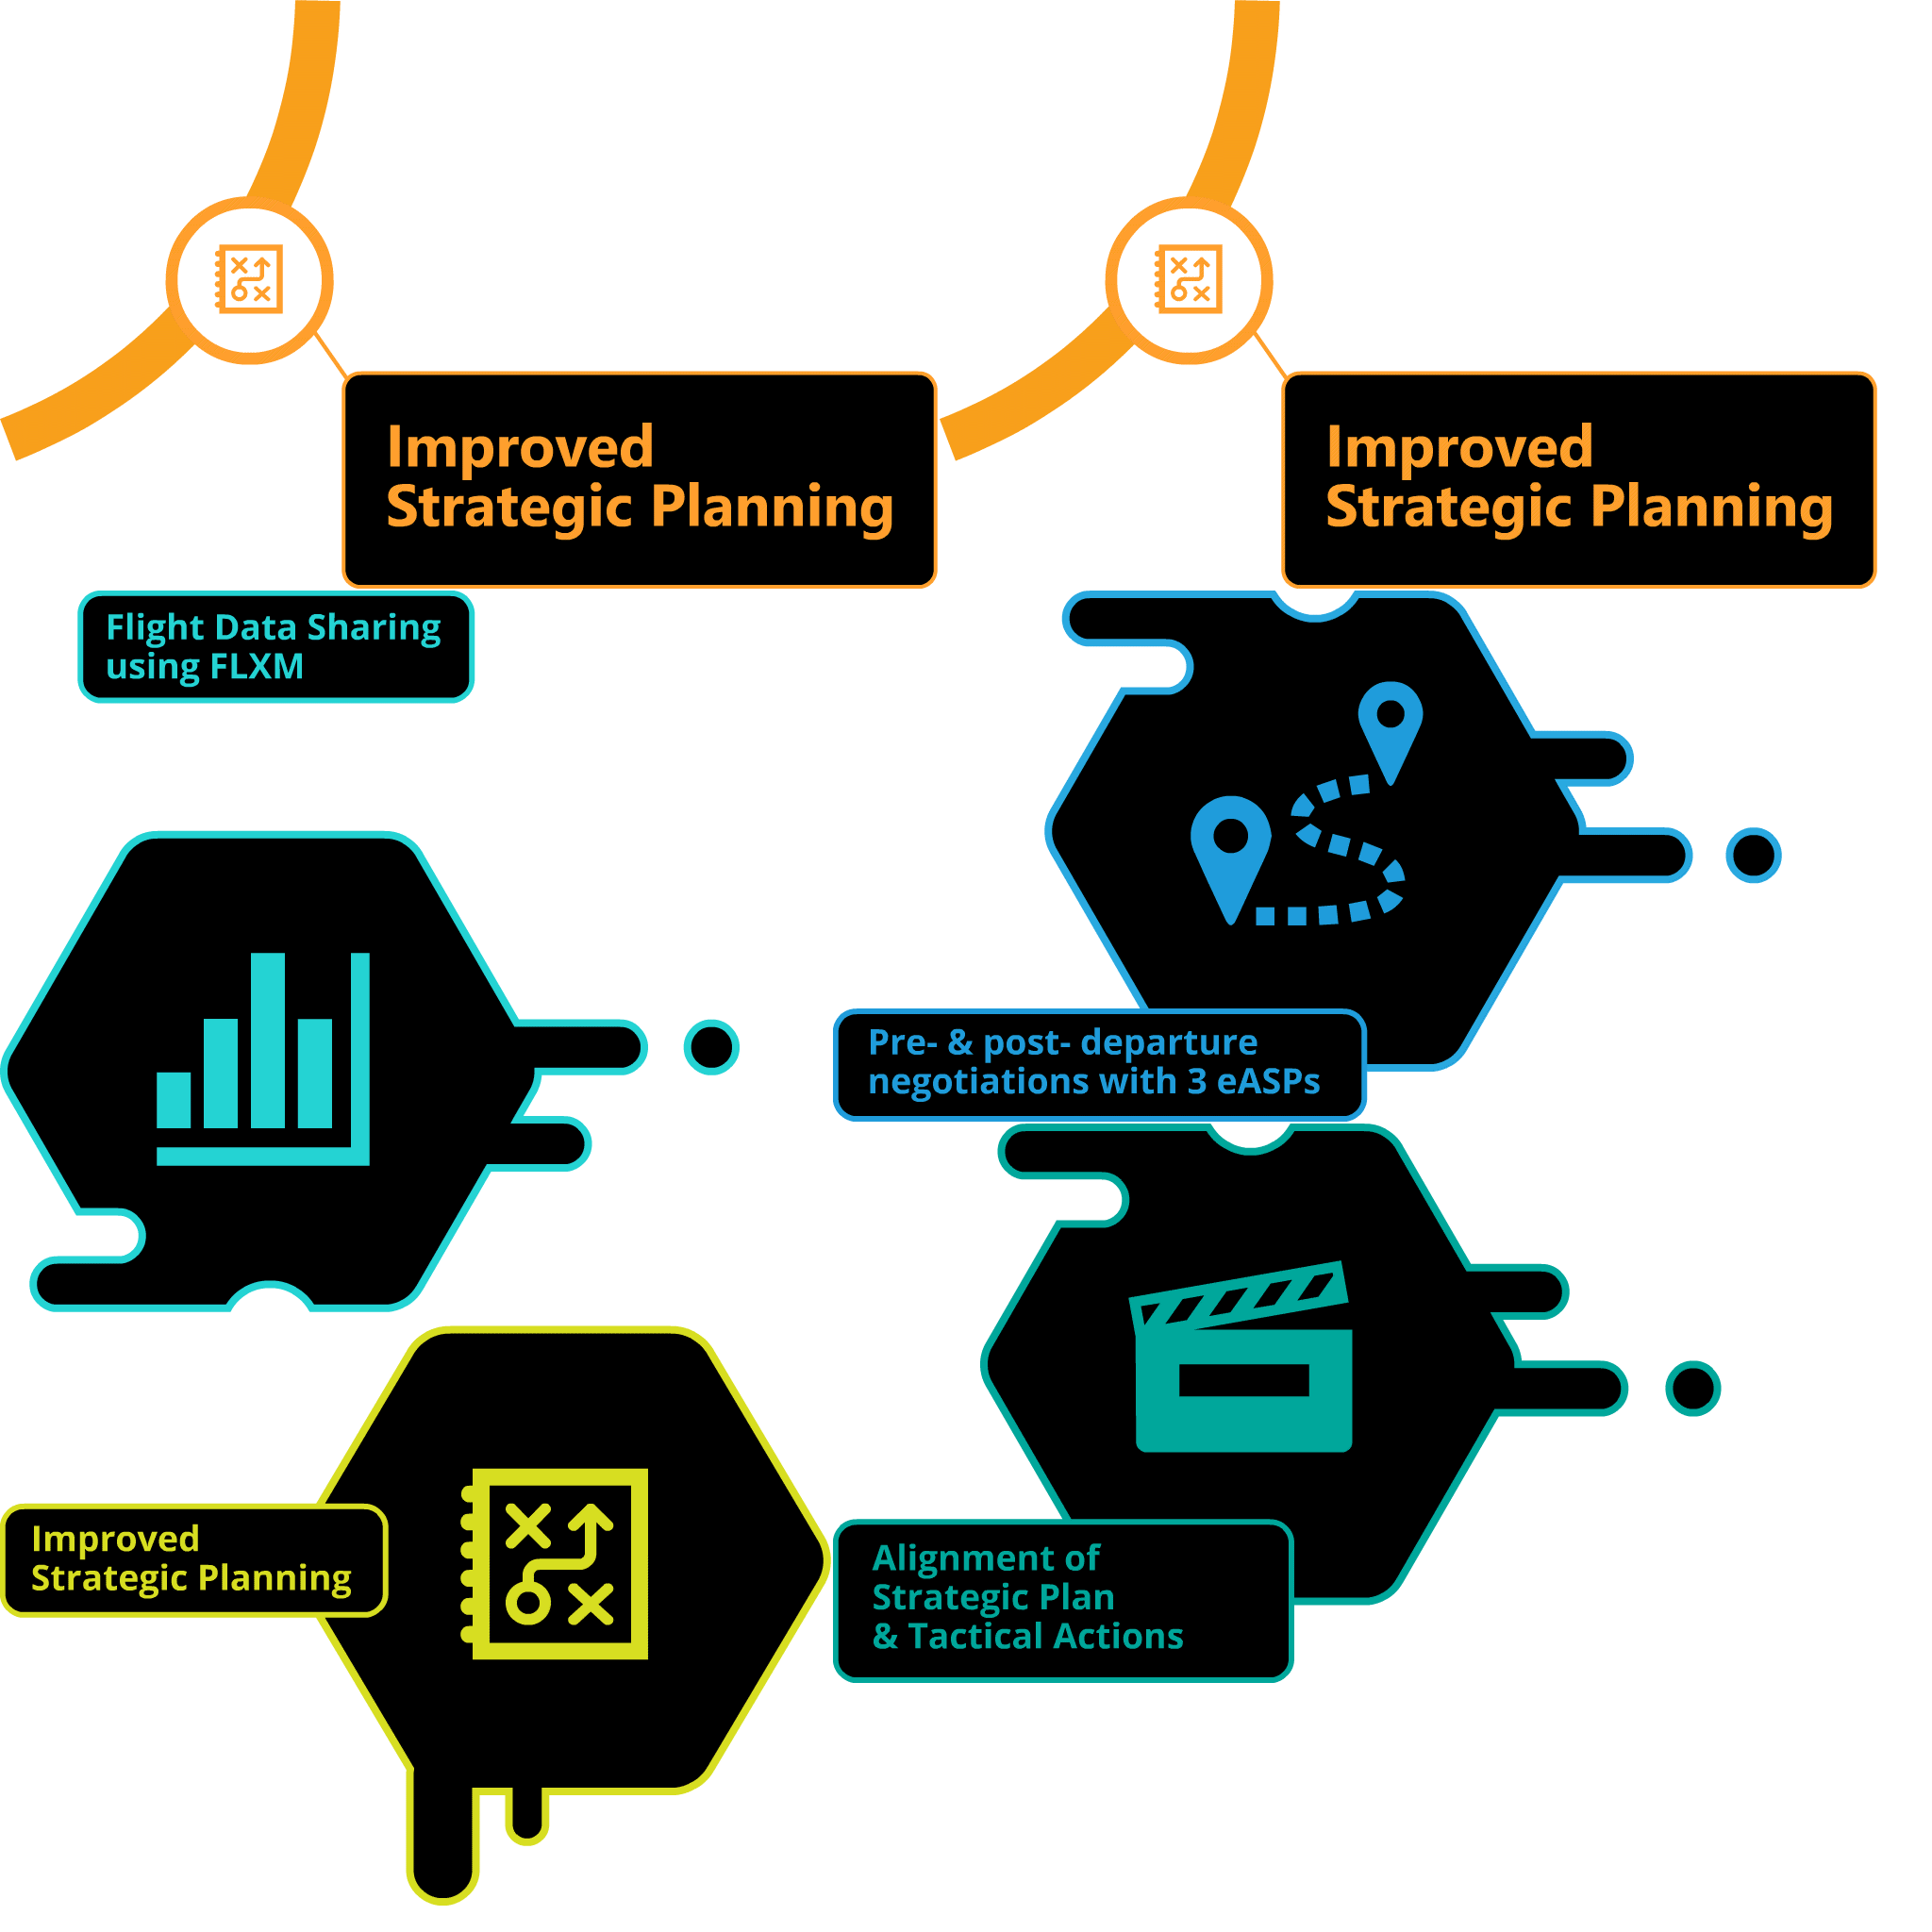 Improved
Strategic Planning
Improved
Strategic Planning
Flight Data Sharing
using FLXM
Pre- & post- departure
negotiations with 3 eASPs
Improved
Strategic Planning
Alignment of
Strategic Plan
& Tactical Actions